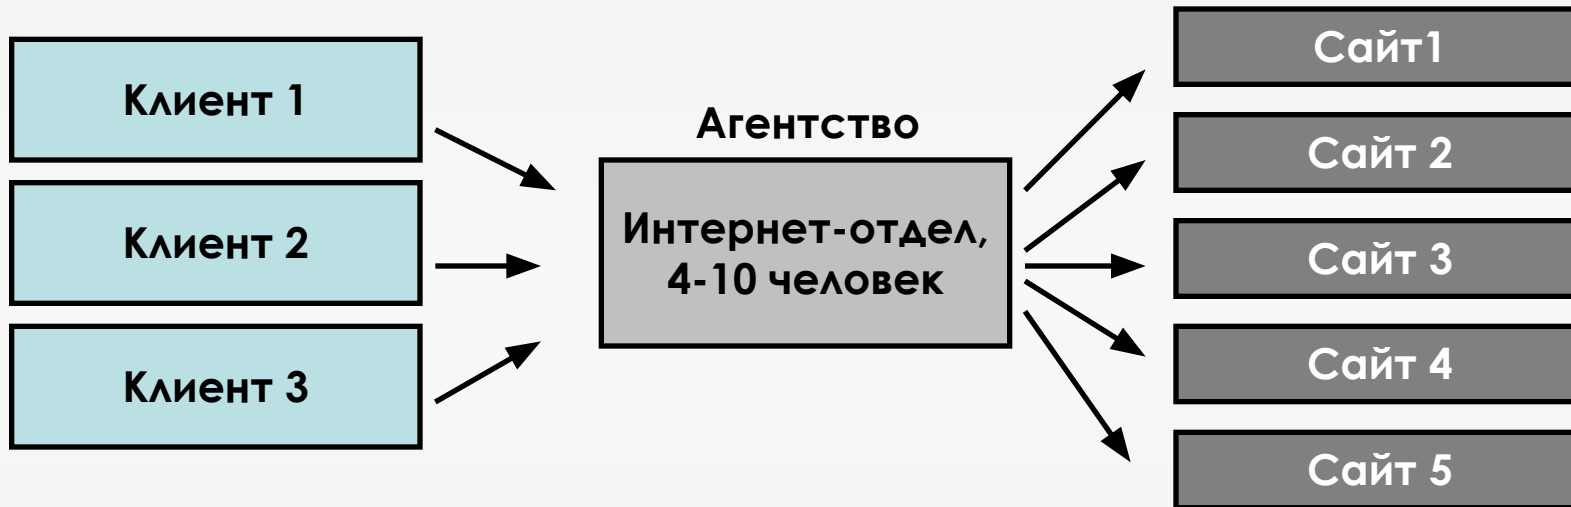 Клиент 1
Клиент 2
Клиент 3
Агентство
Интернет-отдел,
4-10 человек
Сайт1
Сайт 2
Сайт 3
Сайт 4
Сайт 5